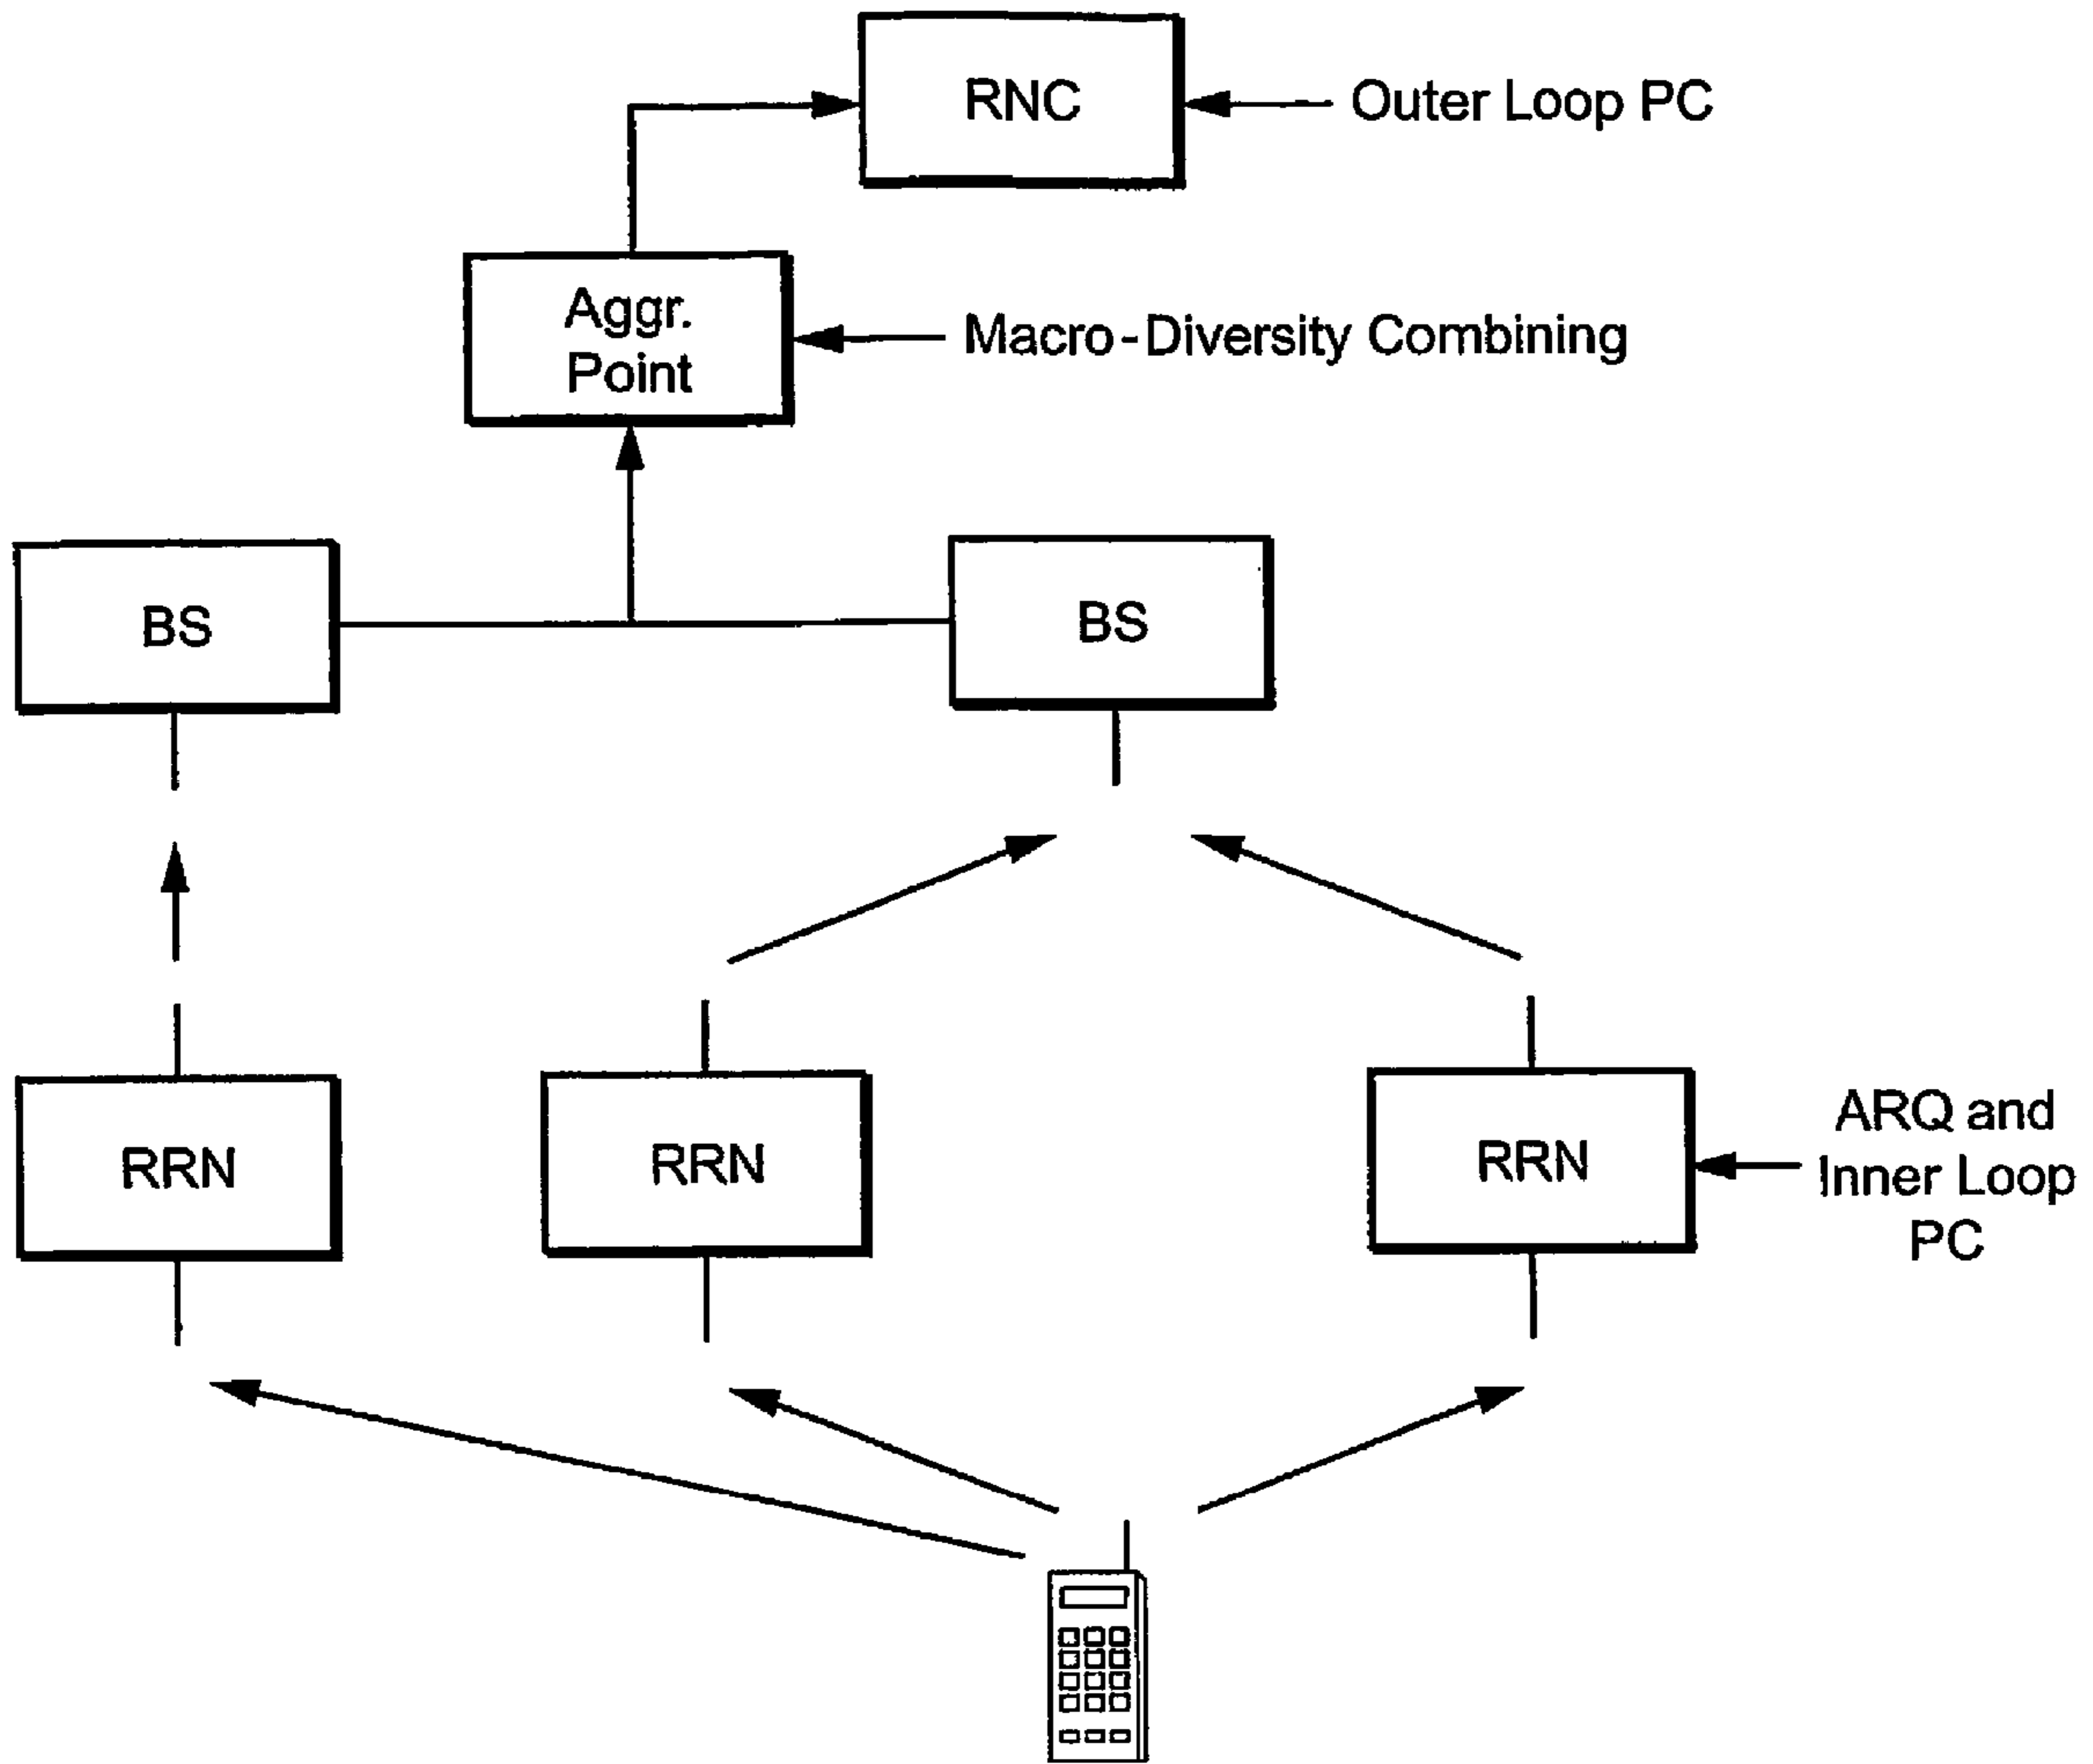 RNC
Outer Loop PC
Aggr.
Point
Macro-Diversity Combining
BS
BS
RRN
RRN
RRN
ARQ and
Inner Loop
PC